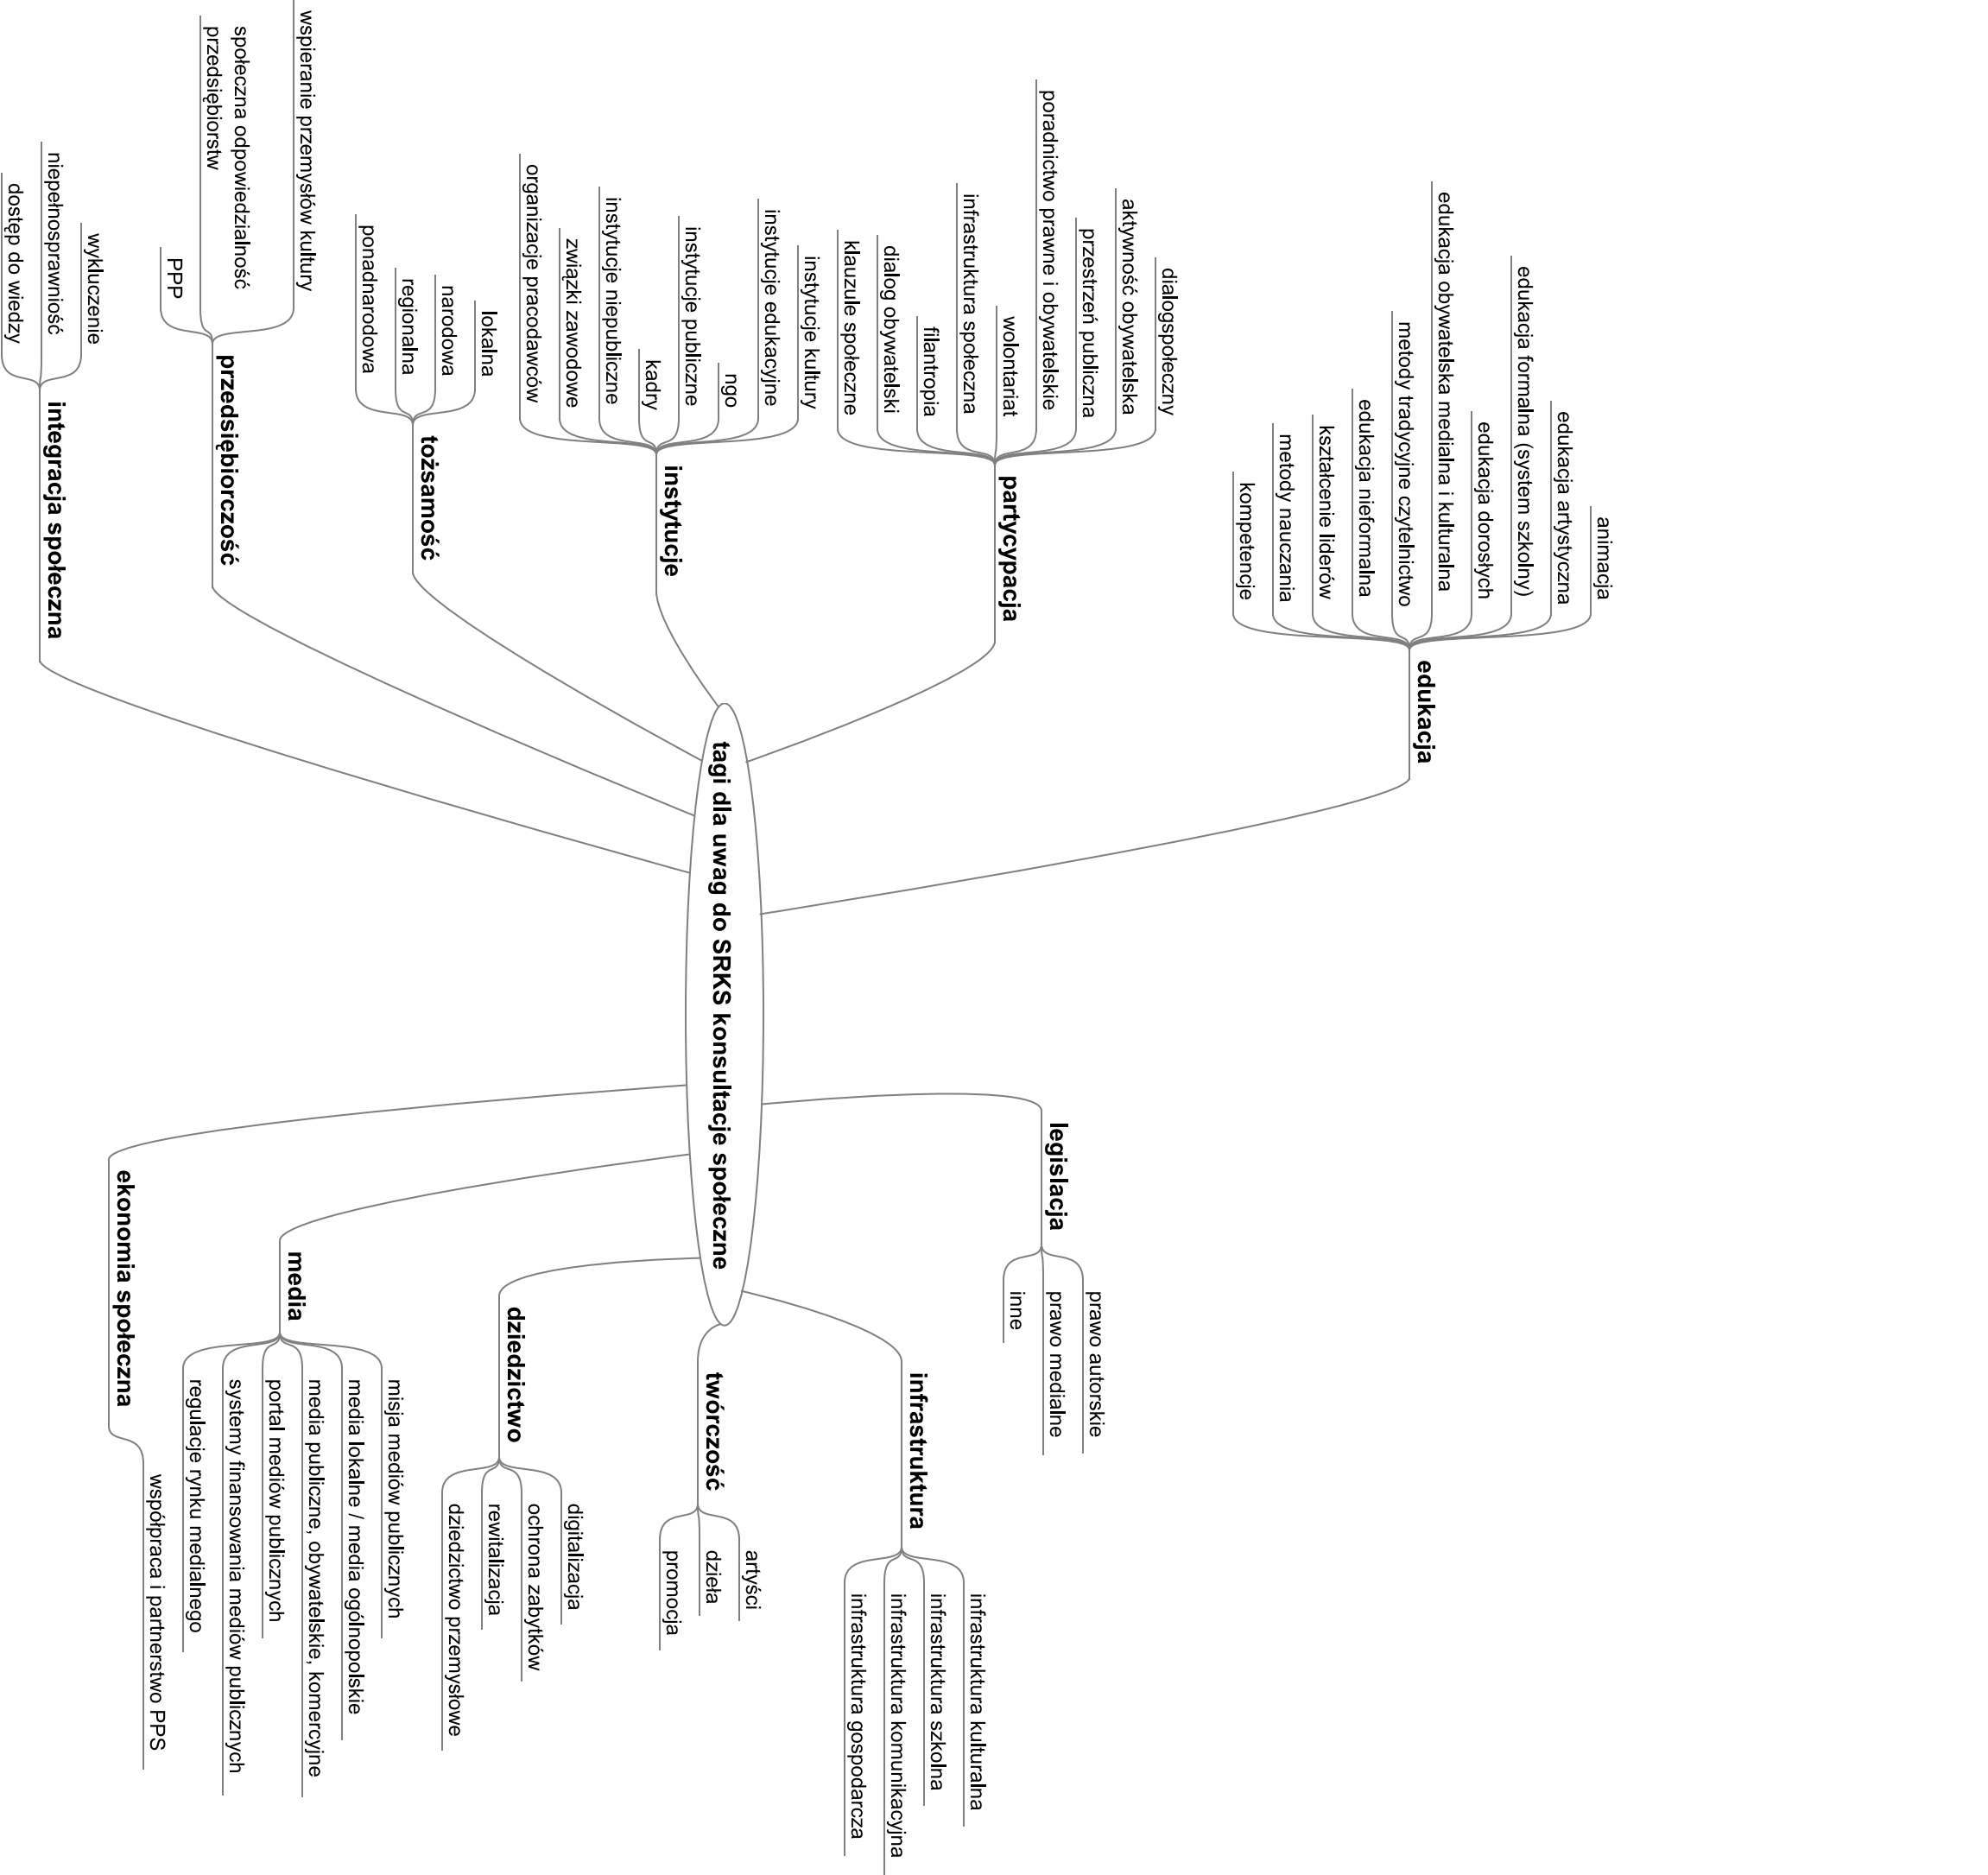 tagi dla uwag do SRKS konsultacje społeczne
legislacja
prawo autorskie
prawo medialne
inne
infrastruktura
infrastruktura kulturalna
infrastruktura szkolna
infrastruktura komunikacyjna
infrastruktura gospodarcza
twórczość
artyści
dzieła
promocja
dziedzictwo
digitalizacja
ochrona zabytków
rewitalizacja
dziedzictwo przemysłowe
media
misja mediów publicznych
media lokalne / media ogólnopolskie
media publiczne, obywatelskie, komercyjne
portal mediów publicznych
systemy finansowania mediów publicznych
regulacje rynku medialnego
ekonomia społeczna
współpraca i partnerstwo PPS
edukacja
animacja
edukacja artystyczna
edukacja formalna (system szkolny)
edukacja dorosłych
edukacja obywatelska medialna i kulturalna
metody tradycyjne czytelnictwo
edukacja nieformalna
kształcenie liderów
metody nauczania
kompetencje
partycypacja
dialogspołeczny
aktywność obywatelska
przestrzeń publiczna
poradnictwo prawne i obywatelskie
wolontariat
infrastruktura społeczna
filantropia
dialog obywatelski
klauzule społeczne
instytucje
instytucje kultury
instytucje edukacyjne
ngo
instytucje publiczne
kadry
instytucje niepubliczne
związki zawodowe
organizacje pracodawców
tożsamość
lokalna
narodowa
regionalna
ponadnarodowa
przedsiębiorczość
wspieranie przemysłów kultury
społeczna odpowiedzialność
przedsiębiorstw
PPP
integracja społeczna
wykluczenie
niepełnosprawniość
dostęp do wiedzy